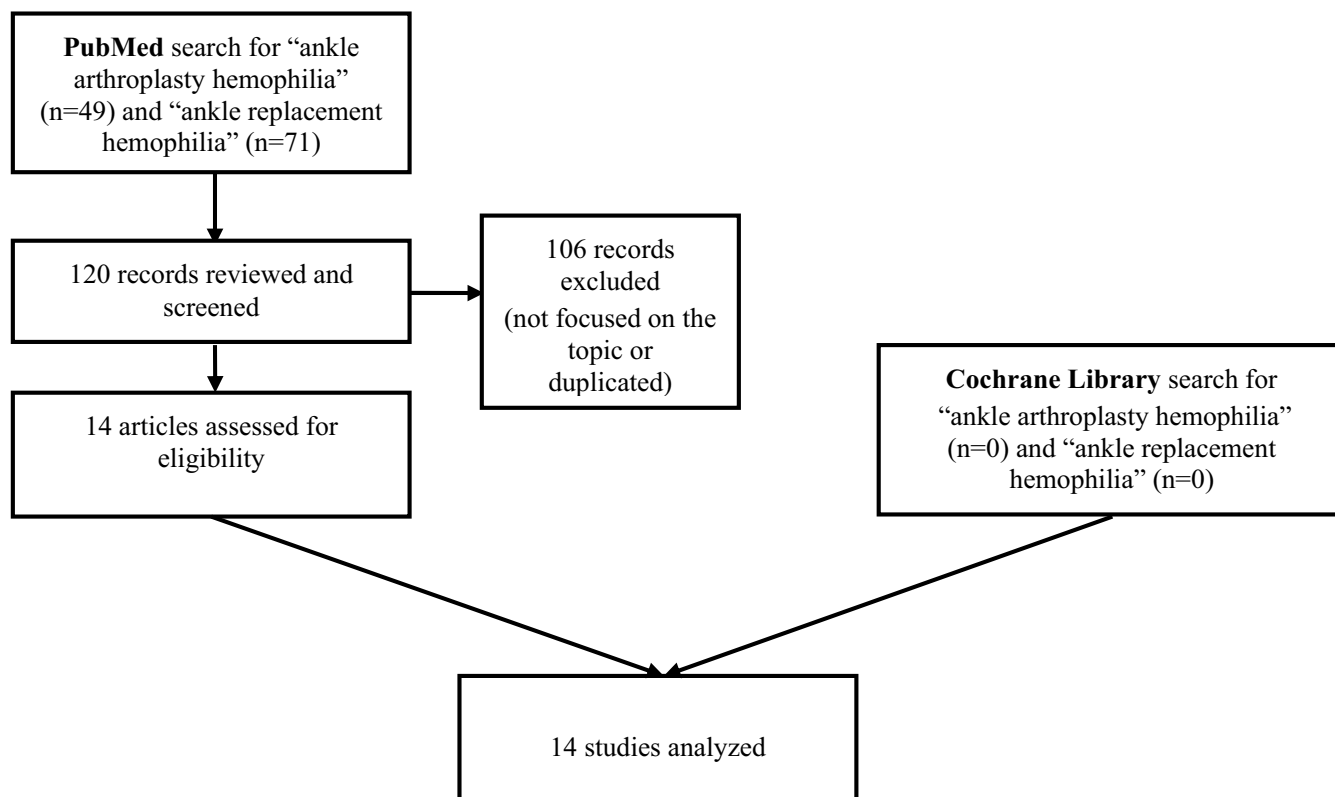 PubMed search for “ankle
arthroplasty hemophilia”
(n=49) and “ankle replacement
hemophilia” (n=71)
120 records reviewed and
screened
106 records
excluded
(not focused on the
topic or
duplicated)
14 articles assessed for
eligibility
Cochrane Library search for
“ankle arthroplasty hemophilia”
(n=0) and “ankle replacement
hemophilia” (n=0)
14 studies analyzed